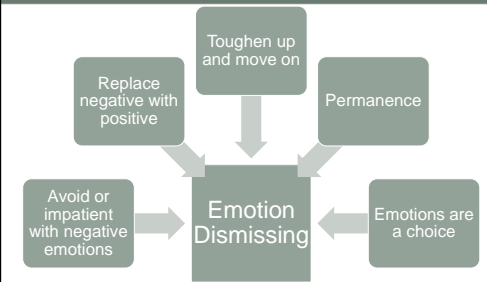 Toughen up
and move on
Replace
negative with
positive
Permanence
Avoid or
impatient
with negative
emotions
Emotion
Dismissing
Emotions are
a choice